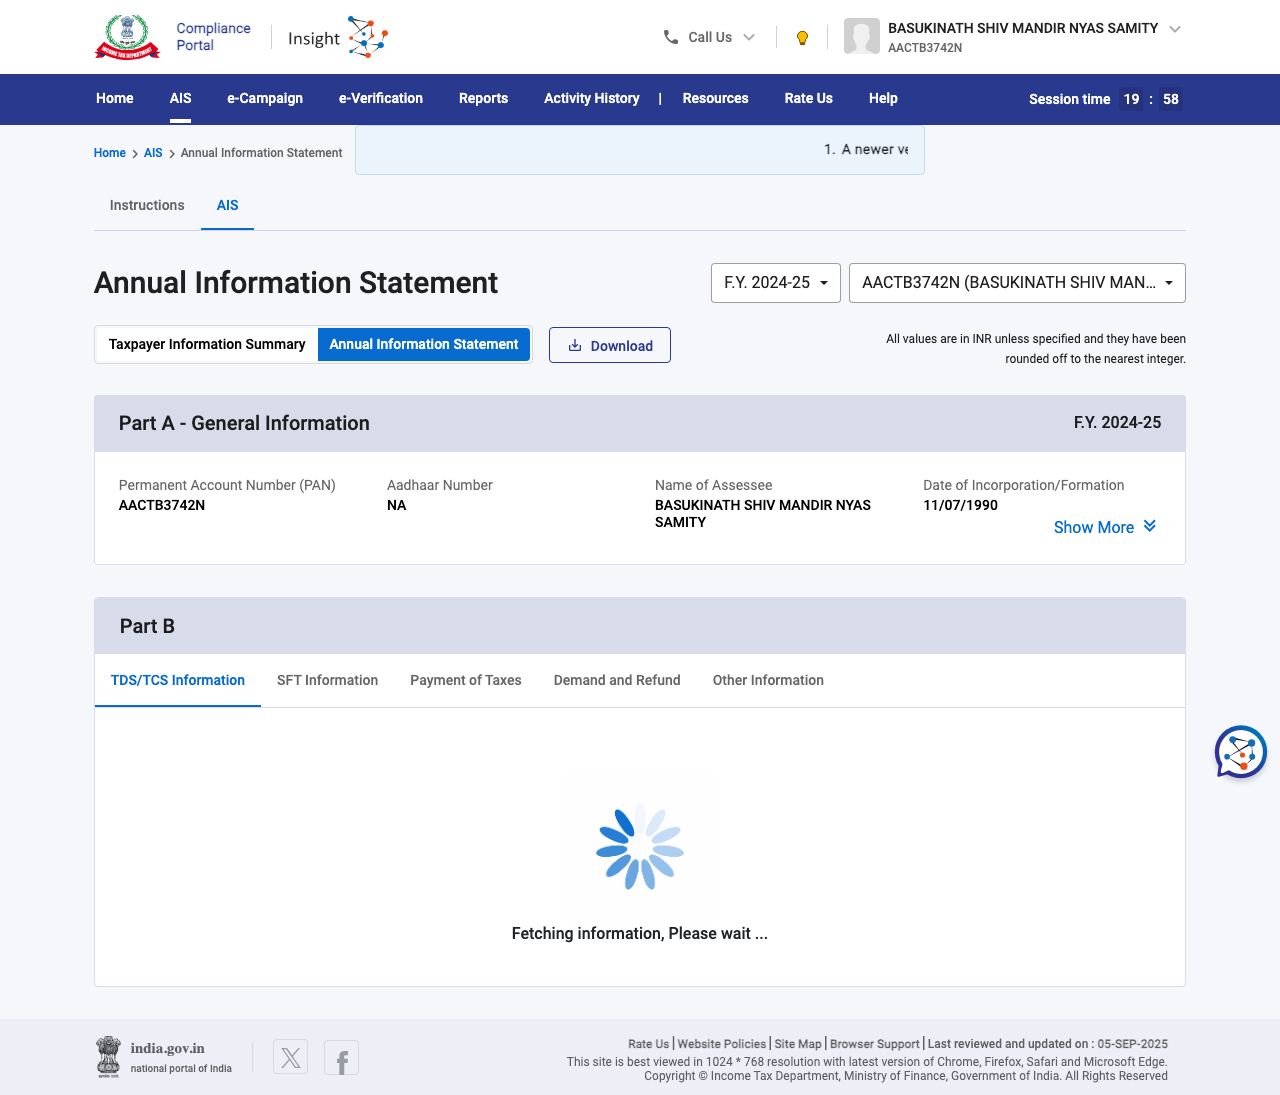 Compliance
Portal
Insight
Call Us
BASUKINATH SHIV MANDIR NYAS SAMITY
AACTB3742N
Home AIS e-Campaign e-Verification Reports Activity History | Resources Rate Us Help Session time 19 : 58
Home > AIS > Annual Information Statement
1. A newer ve
Instructions AIS
Annual Information Statement
F.Y. 2024-25
AACTB3742N (BASUKINATH SHIV MAN...
Taxpayer Information Summary Annual Information Statement Download
All values are in INR unless specified and they have been
rounded off to the nearest integer.
Part A - General Information F.Y. 2024-25
Permanent Account Number (PAN) Aadhaar Number Name of Assessee Date of Incorporation/Formation
AACTB3742N NA BASUKINATH SHIV MANDIR NYAS 11/07/1990
SAMITY
Show More
Part B
TDS/TCS Information SFT Information Payment of Taxes Demand and Refund Other Information
Fetching information, Please wait ...
india.gov.in
national portal of India
Rate Us | Website Policies | Site Map | Browser Support | Last reviewed and updated on : 05-SEP-2025
This site is best viewed in 1024 * 768 resolution with latest version of Chrome, Firefox, Safari and Microsoft Edge.
Copyright © Income Tax Department, Ministry of Finance, Government of India. All Rights Reserved